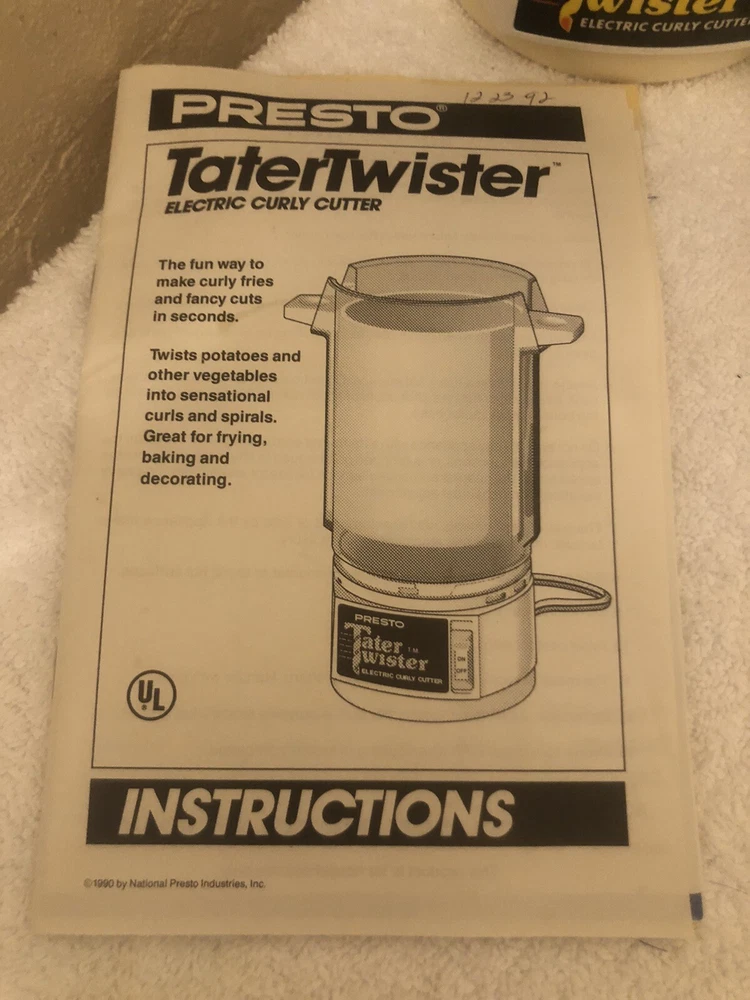 Twister
ELECTRIC CURLY CUTTE
12 23 92
PRESTO®
TaterTwister™
ELECTRIC CURLY CUTTER
The fun way to
make curly fries
and fancy cuts
in seconds.
Twists potatoes and
other vegetables
into sensational
curls and spirals.
Great for frying,
baking and
decorating.
PRESTO
Tater T.M.
Twister
ELECTRIC CURLY CUTTER
ON
OFF
UL
®
INSTRUCTIONS
©1990 by National Presto Industries, Inc.